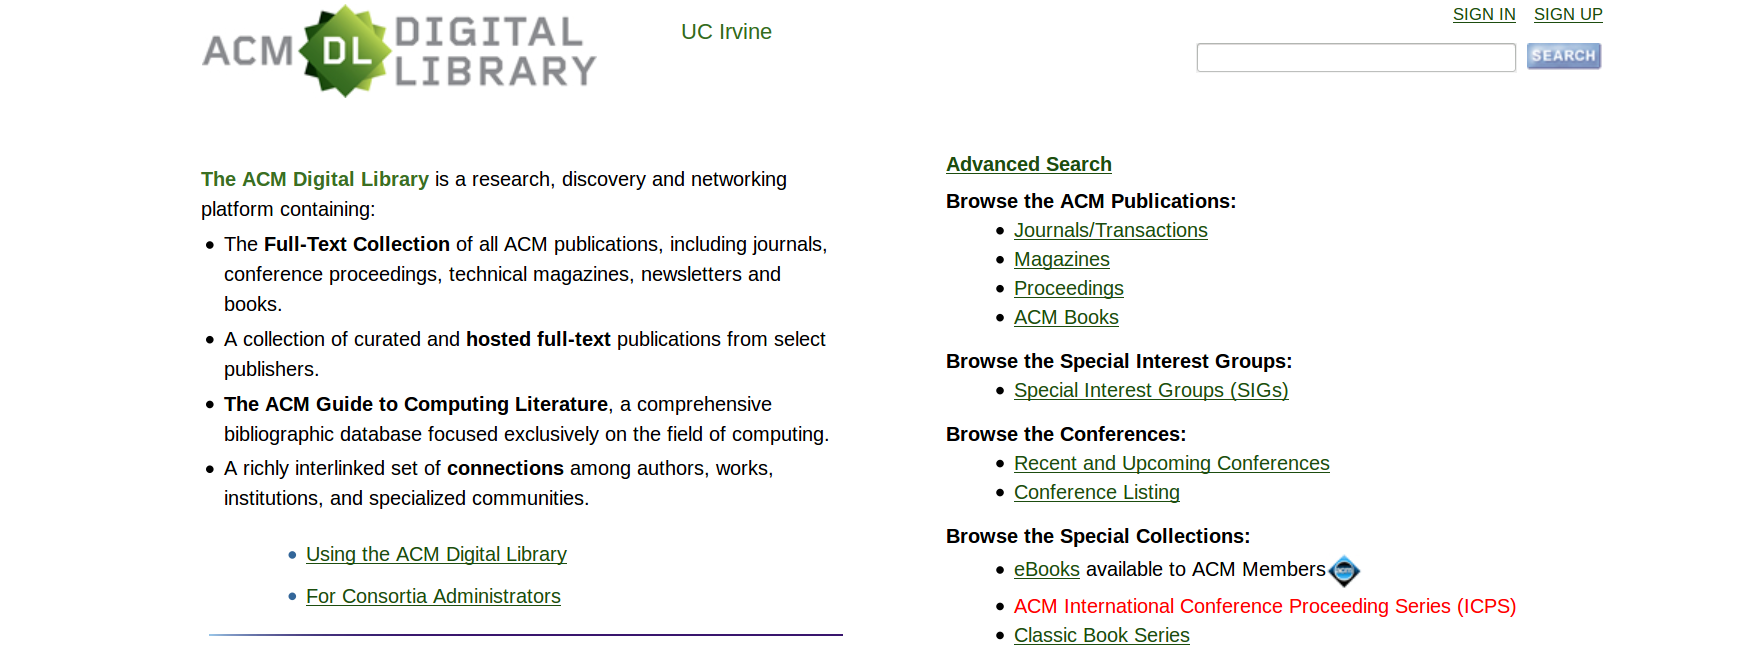 ACM DL DIGITAL LIBRARY
UC Irvine
SIGN IN SIGN UP
SEARCH
The ACM Digital Library is a research, discovery and networking
platform containing:
The Full-Text Collection of all ACM publications, including journals,
conference proceedings, technical magazines, newsletters and
books.
A collection of curated and hosted full-text publications from select
publishers.
The ACM Guide to Computing Literature, a comprehensive
bibliographic database focused exclusively on the field of computing.
A richly interlinked set of connections among authors, works,
institutions, and specialized communities.
Using the ACM Digital Library
For Consortia Administrators
Advanced Search
Browse the ACM Publications:
Journals/Transactions
Magazines
Proceedings
ACM Books
Browse the Special Interest Groups:
Special Interest Groups (SIGs)
Browse the Conferences:
Recent and Upcoming Conferences
Conference Listing
Browse the Special Collections:
eBooks available to ACM Members
ACM International Conference Proceeding Series (ICPS)
Classic Book Series